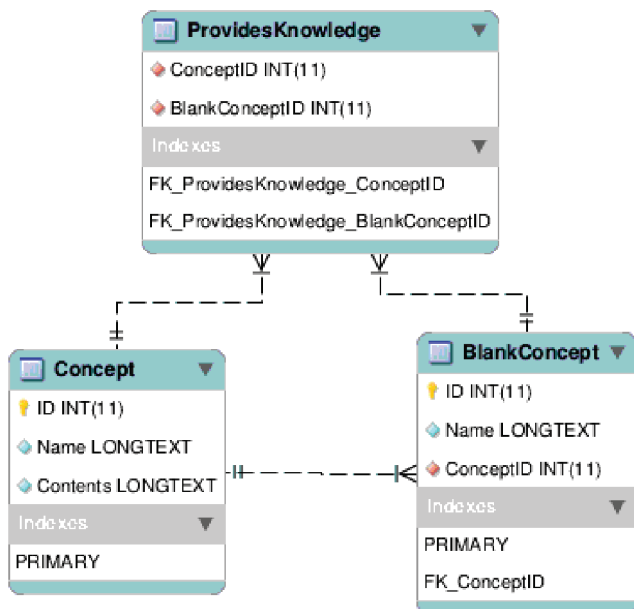 ProvidesKnowledge
ConceptID INT(11)
BlankConceptID INT(11)
Indexes
FK_ProvidesKnowledge_ConceptID
FK_ProvidesKnowledge_BlankConceptID
Concept
ID INT(11)
Name LONGTEXT
Contents LONGTEXT
Indexes
PRIMARY
BlankConcept
ID INT(11)
Name LONGTEXT
ConceptID INT(11)
Indexes
PRIMARY
FK_ConceptID